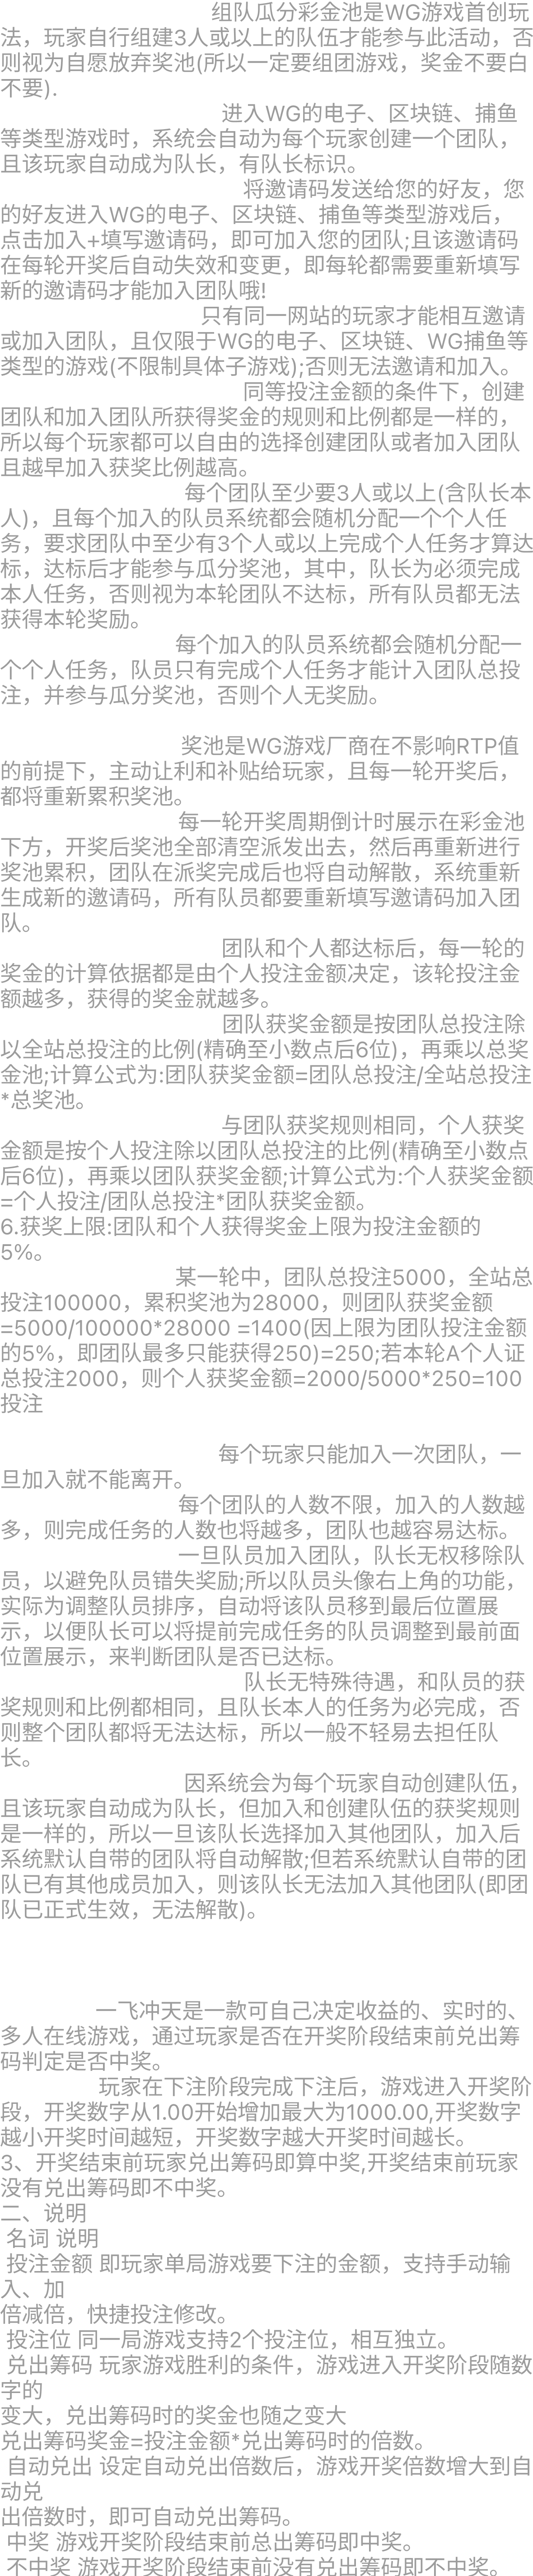 组队瓜分彩金池是WG游戏首创玩
法，玩家自行组建3人或以上的队伍才能参与此活动，否
则视为自愿放弃奖池(所以一定要组团游戏，奖金不要白
不要).
进入WG的电子、区块链、捕鱼
等类型游戏时，系统会自动为每个玩家创建一个团队，
且该玩家自动成为队长，有队长标识。
将邀请码发送给您的好友，您
的好友进入WG的电子、区块链、捕鱼等类型游戏后，
点击加入+填写邀请码，即可加入您的团队;且该邀请码
在每轮开奖后自动失效和变更，即每轮都需要重新填写
新的邀请码才能加入团队哦!
只有同一网站的玩家才能相互邀请
或加入团队，且仅限于WG的电子、区块链、WG捕鱼等
类型的游戏(不限制具体子游戏);否则无法邀请和加入。
同等投注金额的条件下，创建
团队和加入团队所获得奖金的规则和比例都是一样的，
所以每个玩家都可以自由的选择创建团队或者加入团队
且越早加入获奖比例越高。
每个团队至少要3人或以上(含队长本
人)，且每个加入的队员系统都会随机分配一个个人任
务，要求团队中至少有3个人或以上完成个人任务才算达
标，达标后才能参与瓜分奖池，其中，队长为必须完成
本人任务，否则视为本轮团队不达标，所有队员都无法
获得本轮奖励。
每个加入的队员系统都会随机分配一
个个人任务，队员只有完成个人任务才能计入团队总投
注，并参与瓜分奖池，否则个人无奖励。
奖池是WG游戏厂商在不影响RTP值
的前提下，主动让利和补贴给玩家，且每一轮开奖后，
都将重新累积奖池。
每一轮开奖周期倒计时展示在彩金池
下方，开奖后奖池全部清空派发出去，然后再重新进行
奖池累积，团队在派奖完成后也将自动解散，系统重新
生成新的邀请码，所有队员都要重新填写邀请码加入团
队。
团队和个人都达标后，每一轮的
奖金的计算依据都是由个人投注金额决定，该轮投注金
额越多，获得的奖金就越多。
团队获奖金额是按团队总投注除
以全站总投注的比例(精确至小数点后6位)，再乘以总奖
金池;计算公式为:团队获奖金额=团队总投注/全站总投注
*总奖池。
与团队获奖规则相同，个人获奖
金额是按个人投注除以团队总投注的比例(精确至小数点
后6位)，再乘以团队获奖金额;计算公式为:个人获奖金额
=个人投注/团队总投注*团队获奖金额。
6.获奖上限:团队和个人获得奖金上限为投注金额的
5%。
某一轮中，团队总投注5000，全站总
投注100000，累积奖池为28000，则团队获奖金额
=5000/100000*28000 =1400(因上限为团队投注金额
的5%，即团队最多只能获得250)=250;若本轮A个人证
总投注2000，则个人获奖金额=2000/5000*250=100
投注
每个玩家只能加入一次团队，一
旦加入就不能离开。
每个团队的人数不限，加入的人数越
多，则完成任务的人数也将越多，团队也越容易达标。
一旦队员加入团队，队长无权移除队
员，以避免队员错失奖励;所以队员头像右上角的功能，
实际为调整队员排序，自动将该队员移到最后位置展
示，以便队长可以将提前完成任务的队员调整到最前面
位置展示，来判断团队是否已达标。
队长无特殊待遇，和队员的获
奖规则和比例都相同，且队长本人的任务为必完成，否
则整个团队都将无法达标，所以一般不轻易去担任队
长。
因系统会为每个玩家自动创建队伍，
且该玩家自动成为队长，但加入和创建队伍的获奖规则
是一样的，所以一旦该队长选择加入其他团队，加入后
系统默认自带的团队将自动解散;但若系统默认自带的团
队已有其他成员加入，则该队长无法加入其他团队(即团
队已正式生效，无法解散)。
一飞冲天是一款可自己决定收益的、实时的、
多人在线游戏，通过玩家是否在开奖阶段结束前兑出筹
码判定是否中奖。
玩家在下注阶段完成下注后，游戏进入开奖阶
段，开奖数字从1.00开始增加最大为1000.00,开奖数字
越小开奖时间越短，开奖数字越大开奖时间越长。
3、开奖结束前玩家兑出筹码即算中奖,开奖结束前玩家
没有兑出筹码即不中奖。
二、说明
名词 说明
投注金额 即玩家单局游戏要下注的金额，支持手动输
入、加
倍减倍，快捷投注修改。
投注位 同一局游戏支持2个投注位，相互独立。
兑出筹码 玩家游戏胜利的条件，游戏进入开奖阶段随数
字的
变大，兑出筹码时的奖金也随之变大
兑出筹码奖金=投注金额*兑出筹码时的倍数。
自动兑出 设定自动兑出倍数后，游戏开奖倍数增大到自
动兑
出倍数时，即可自动兑出筹码。
中奖 游戏开奖阶段结束前总出筹码即中奖。
不中奖 游戏开奖阶段结束前没有兑出筹码即不中奖。